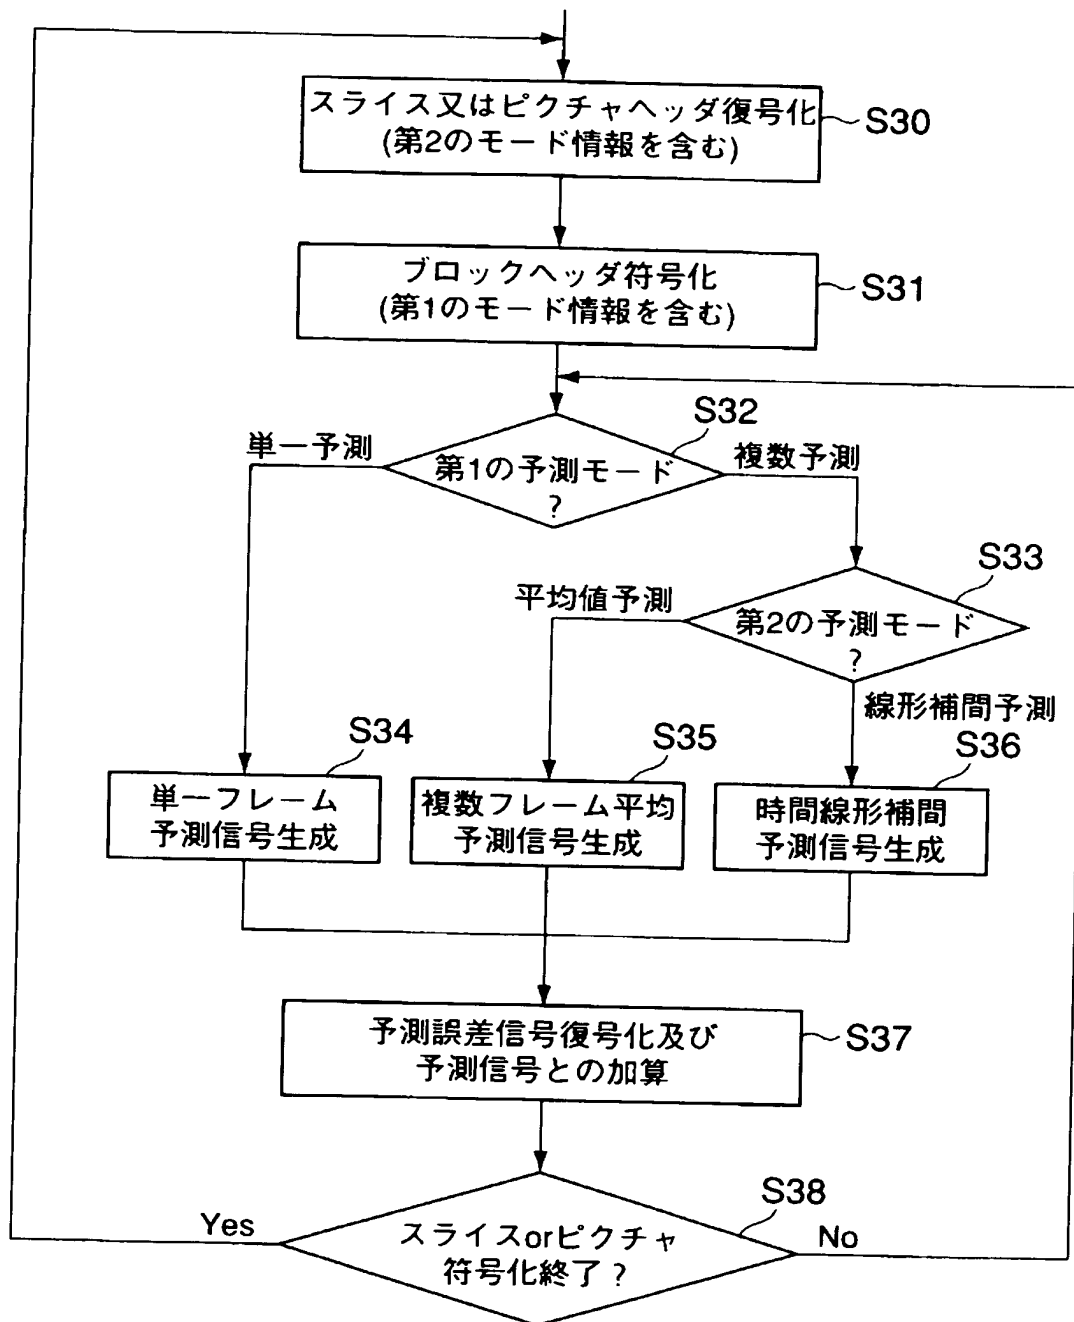 スライス又はピクチャヘッダ復号化
(第2のモード情報を含む)
S30
ブロックヘッダ符号化
(第1のモード情報を含む)
S31
S32
単一予測
第1の予測モード
?
複数予測
S33
平均値予測
第2の予測モード
?
線形補間予測
S34
単一フレーム
予測信号生成
S35
複数フレーム平均
予測信号生成
S36
時間線形補間
予測信号生成
予測誤差信号復号化及び
予測信号との加算
S37
S38
Yes
スライスorピクチャ
符号化終了?
No